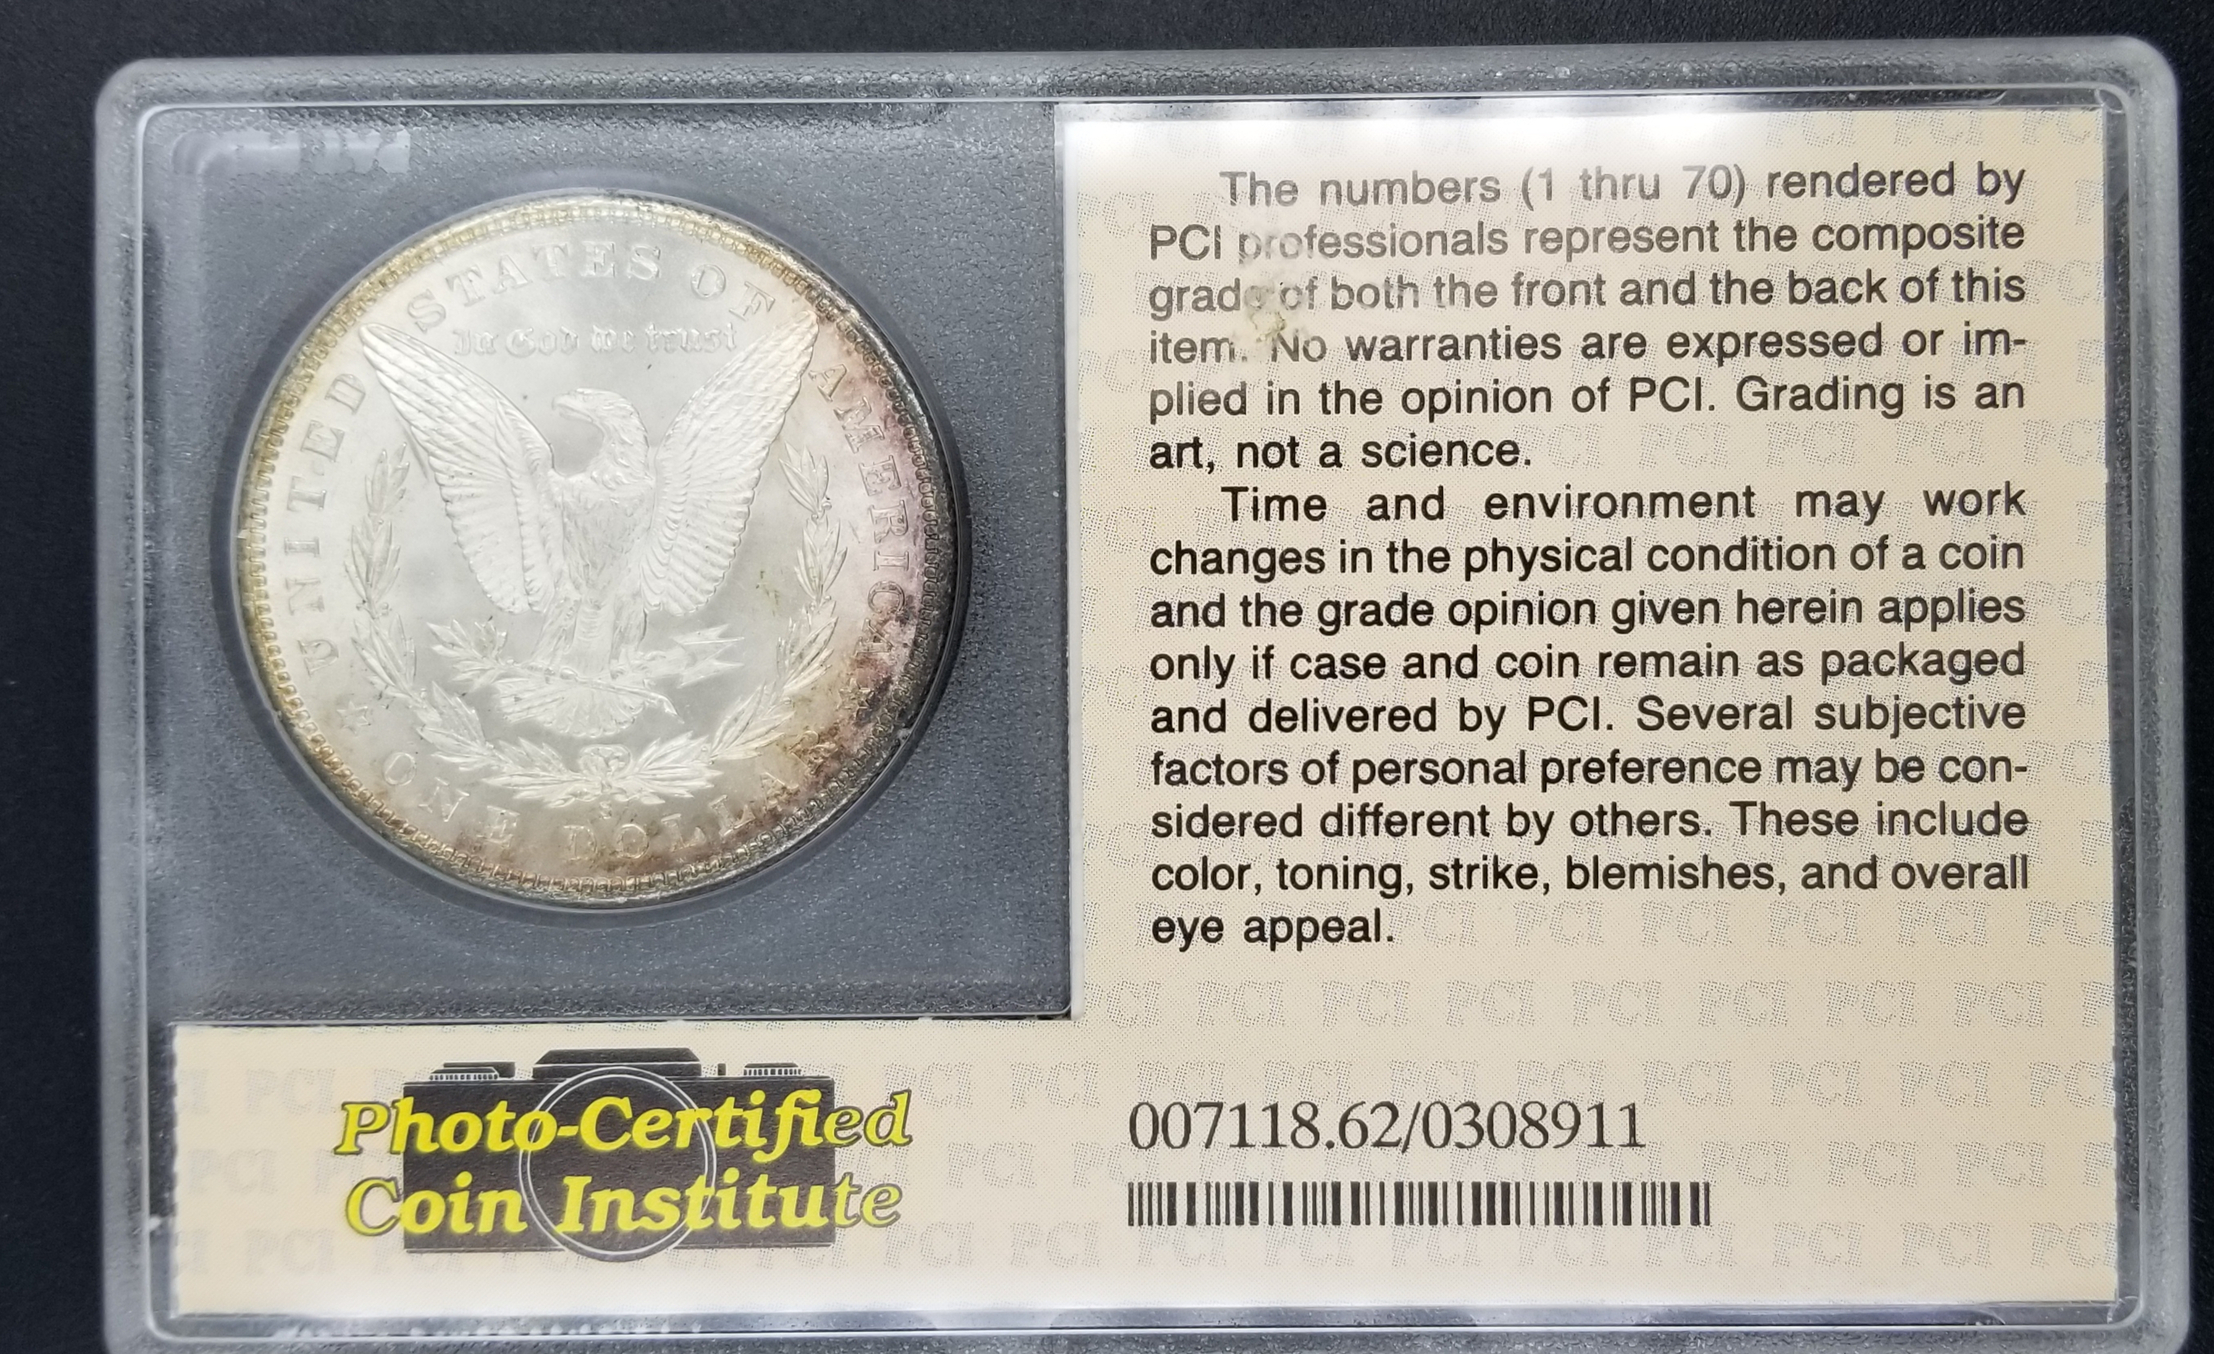 UNITED STATES OF AMERICA
In God we trust
ONE DOLLAR
S
The numbers (1 thru 70) rendered by
PCI professionals represent the composite
grade of both the front and the back of this
item. No warranties are expressed or im-
plied in the opinion of PCI. Grading is an
art, not a science.
Time and environment may work
changes in the physical condition of a coin
and the grade opinion given herein applies
only if case and coin remain as packaged
and delivered by PCI. Several subjective
factors of personal preference may be con-
sidered different by others. These include
color, toning, strike, blemishes, and overall
eye appeal.
Photo-Certified
Coin Institute
007118.62/0308911